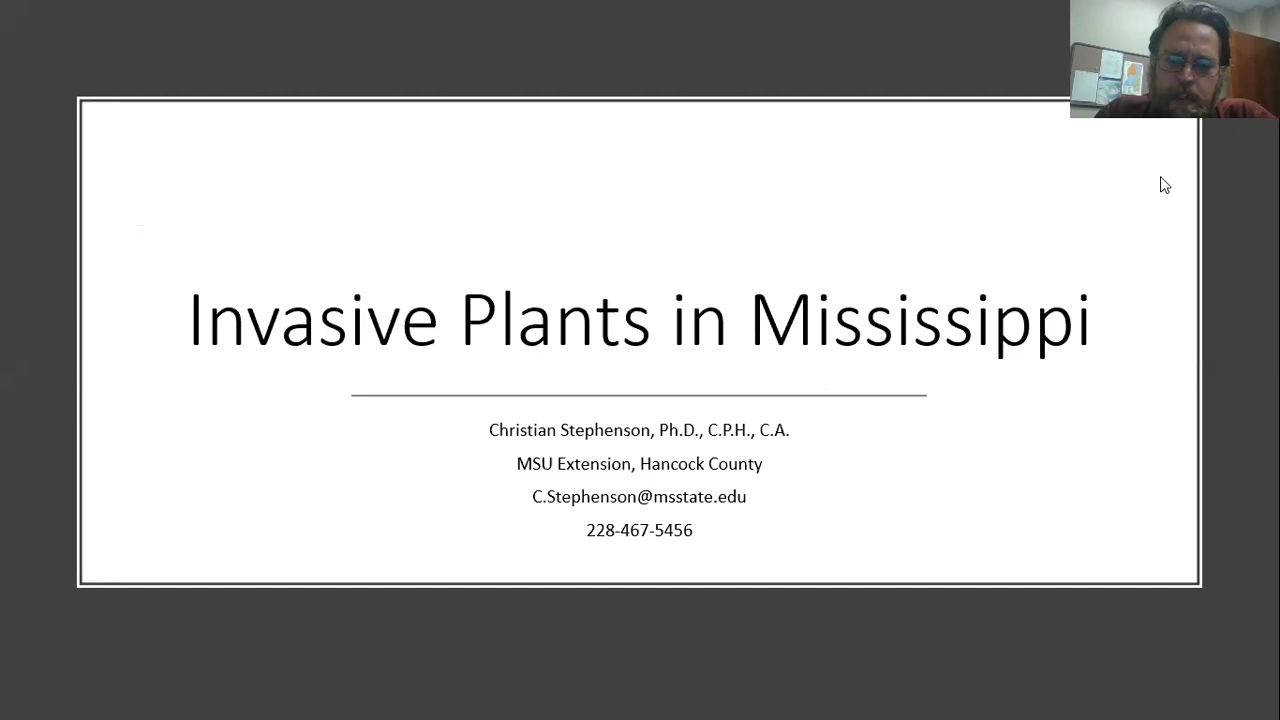 Invasive Plants in Mississippi
Christian Stephenson, Ph.D., C.P.H., C.A.
MSU Extension, Hancock County
C.Stephenson@msstate.edu
228-467-5456